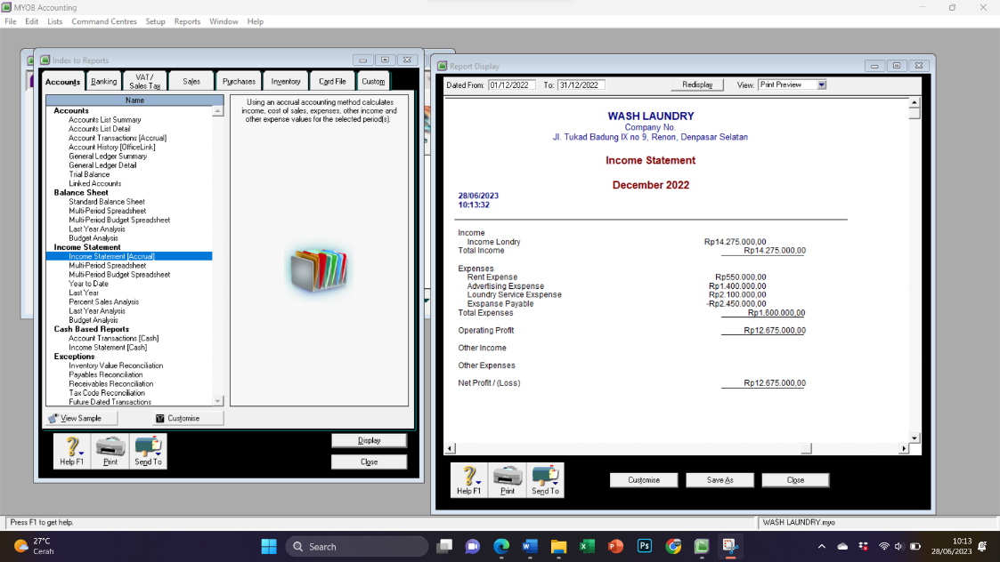 MYOB Accounting
File Edit Lists Command Centres Setup Reports Window Help
Index to Reports
Accounts Banking VAT/ Sales Tax Sales Purchases Inventory Card File Custom
Name
Accounts
Accounts List Summary
Accounts List Detail
Account Transactions [Accrual]
Account History [OfficeLink]
General Ledger Summary
General Ledger Detail
Trial Balance
Linked Accounts
Balance Sheet
Standard Balance Sheet
Multi-Period Spreadsheet
Multi-Period Budget Spreadsheet
Last Year Analysis
Budget Analysis
Income Statement
Income Statement [Accrual]
Multi-Period Spreadsheet
Multi-Period Budget Spreadsheet
Year to Date
Last Year
Percent Sales Analysis
Last Year Analysis
Budget Analysis
Cash Based Reports
Account Transactions [Cash]
Income Statement [Cash]
Exceptions
Inventory Value Reconciliation
Payables Reconciliation
Receivables Reconciliation
Tax Code Reconciliation
Future Dated Transactions
Using an accrual accounting method calculates
income, cost of sales, expenses, other income and
other expense values for the selected period(s).
View Sample Customise
Help F1 Print Send To
Display
Close
Report Display
Dated From: 01/12/2022 To: 31/12/2022 Redisplay View: Print Preview
WASH LAUNDRY
Company No.
Jl. Tukad Badung IX no 9, Renon, Denpasar Selatan
Income Statement
December 2022
28/06/2023
10:13:32
Income
Income Londry Rp14.275.000,00
Total Income Rp14.275.000,00
Expenses
Rent Expense Rp550.000,00
Advertising Exspense Rp1.400.000,00
Loundry Service Exspense Rp2.100.000,00
Exspanse Payable -Rp2.450.000,00
Total Expenses Rp1.600.000,00
Operating Profit Rp12.675.000,00
Other Income
Other Expenses
Net Profit / (Loss) Rp12.675.000,00
Help F1 Print Send To
Customise Save As Close
Press F1 to get help. WASH LAUNDRY.myo
27°C
Cerah
Search
10:13
28/06/2023